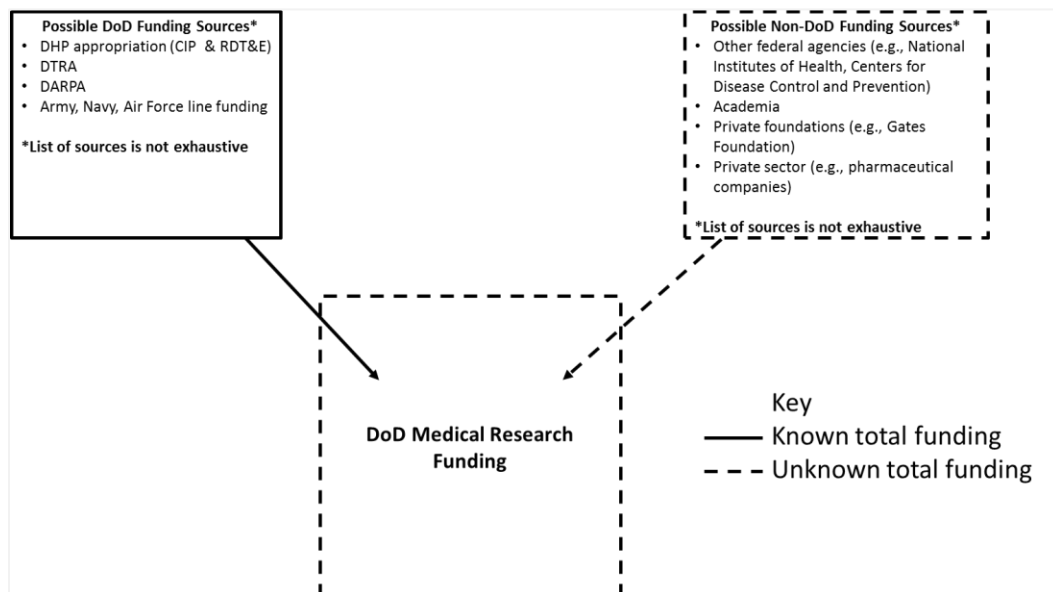 Possible DoD Funding Sources*
• DHP appropriation (CIP & RDT&E)
• DTRA
• DARPA
• Army, Navy, Air Force line funding
*List of sources is not exhaustive
Possible Non-DoD Funding Sources*
• Other federal agencies (e.g., National
Institutes of Health, Centers for
Disease Control and Prevention)
• Academia
• Private foundations (e.g., Gates
Foundation)
• Private sector (e.g., pharmaceutical
companies)
*List of sources is not exhaustive
DoD Medical Research
Funding
Key
Known total funding
Unknown total funding